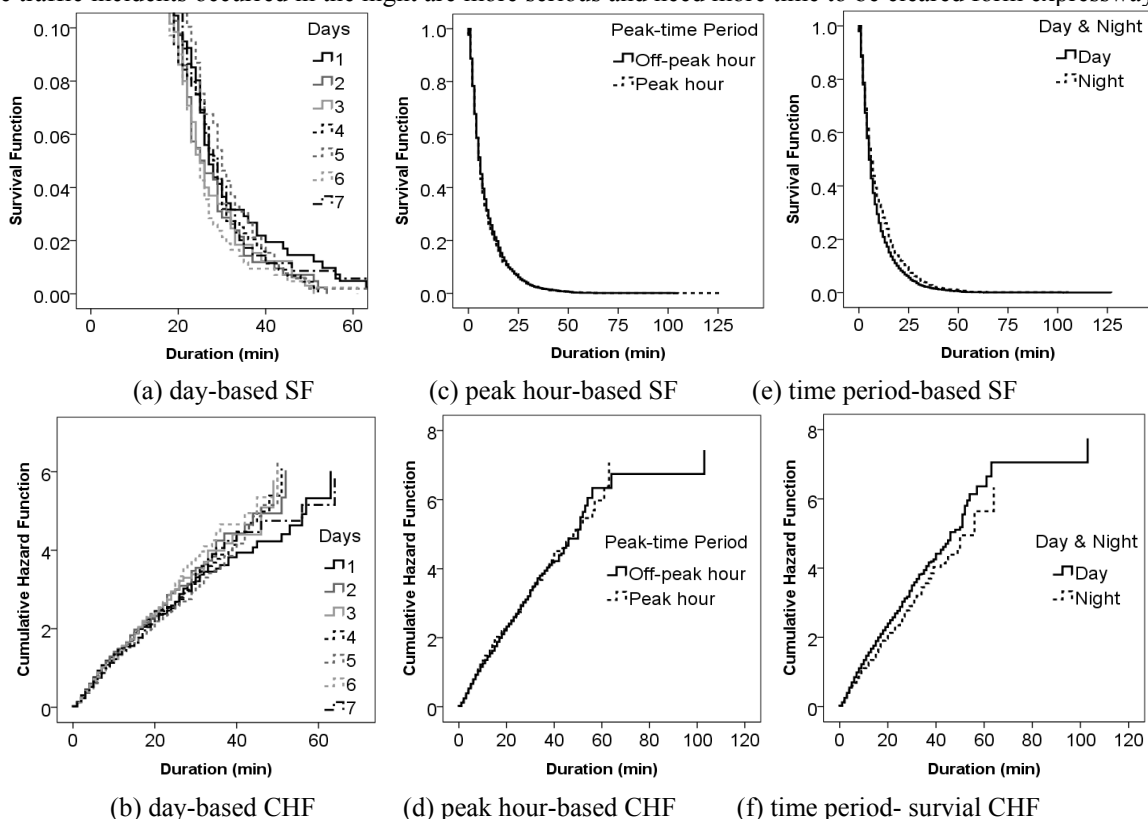 e traffic incidents occurred in the night are more serious and need more time to be cleared form expressway
Days
1
2
3
4
5
6
7
0.10
0.08
0.06
0.04
0.02
0.00
Survival Function
0 20 40 60
Duration (min)
(a) day-based SF
Peak-time Period
Off-peak hour
Peak hour
1.0
0.8
0.6
0.4
0.2
0.0
Survival Function
0 25 50 75 100 125
Duration (min)
(c) peak hour-based SF
Day & Night
Day
Night
1.0
0.8
0.6
0.4
0.2
0.0
Survival Function
0 25 50 75 100 125
Duration (min)
(e) time period-based SF
6
4
2
0
Cumulative Hazard Function
Days
1
2
3
4
5
6
7
0 20 40 60
Duration (min)
(b) day-based CHF
8
6
4
2
0
Cumulative Hazard Function
Peak-time Period
Off-peak hour
Peak hour
0 20 40 60 80 100 120
Duration (min)
(d) peak hour-based CHF
8
6
4
2
0
Cumulative Hazard Function
Day & Night
Day
Night
0 20 40 60 80 100 120
Duration (min)
(f) time period- survial CHF